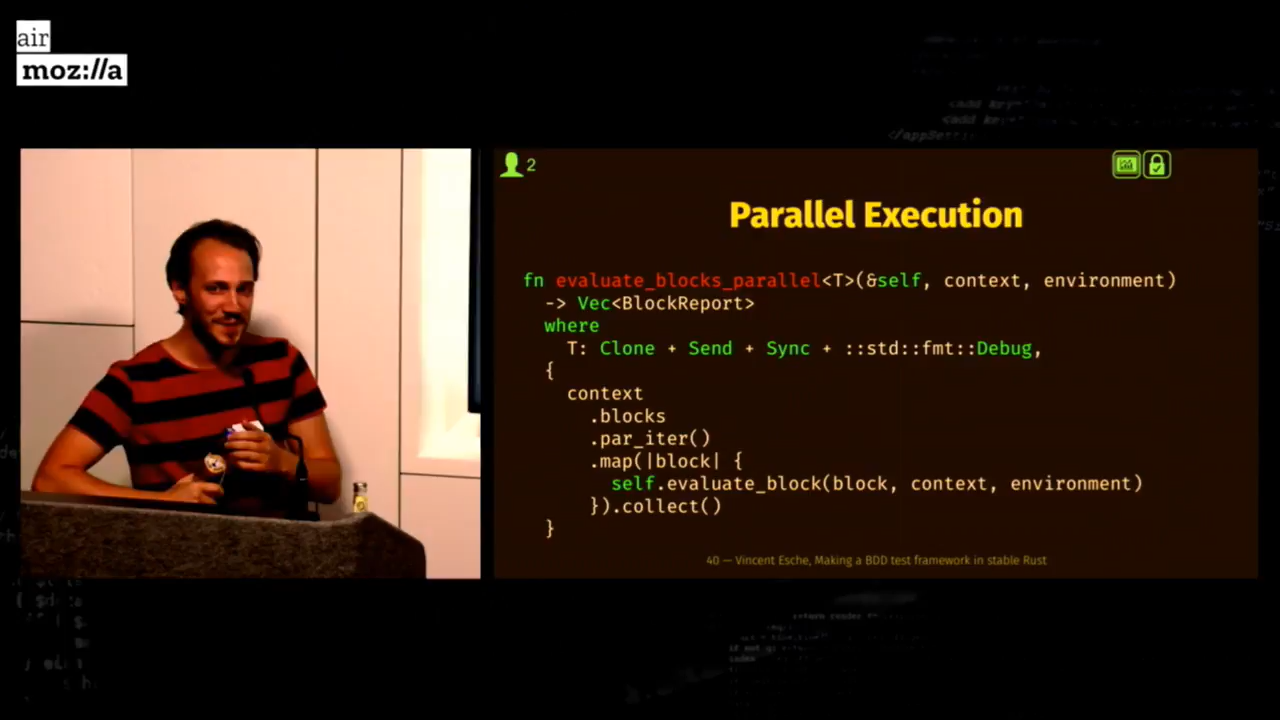 air
moz://a
2
Parallel Execution
fn evaluate_blocks_parallel<T>(&self, context, environment)
-> Vec<BlockReport>
where
T: Clone + Send + Sync + ::std::fmt::Debug,
{
context
.blocks
.par_iter()
.map(|block| {
self.evaluate_block(block, context, environment)
}).collect()
}
40 — Vincent Esche, Making a BDD test framework in stable Rust